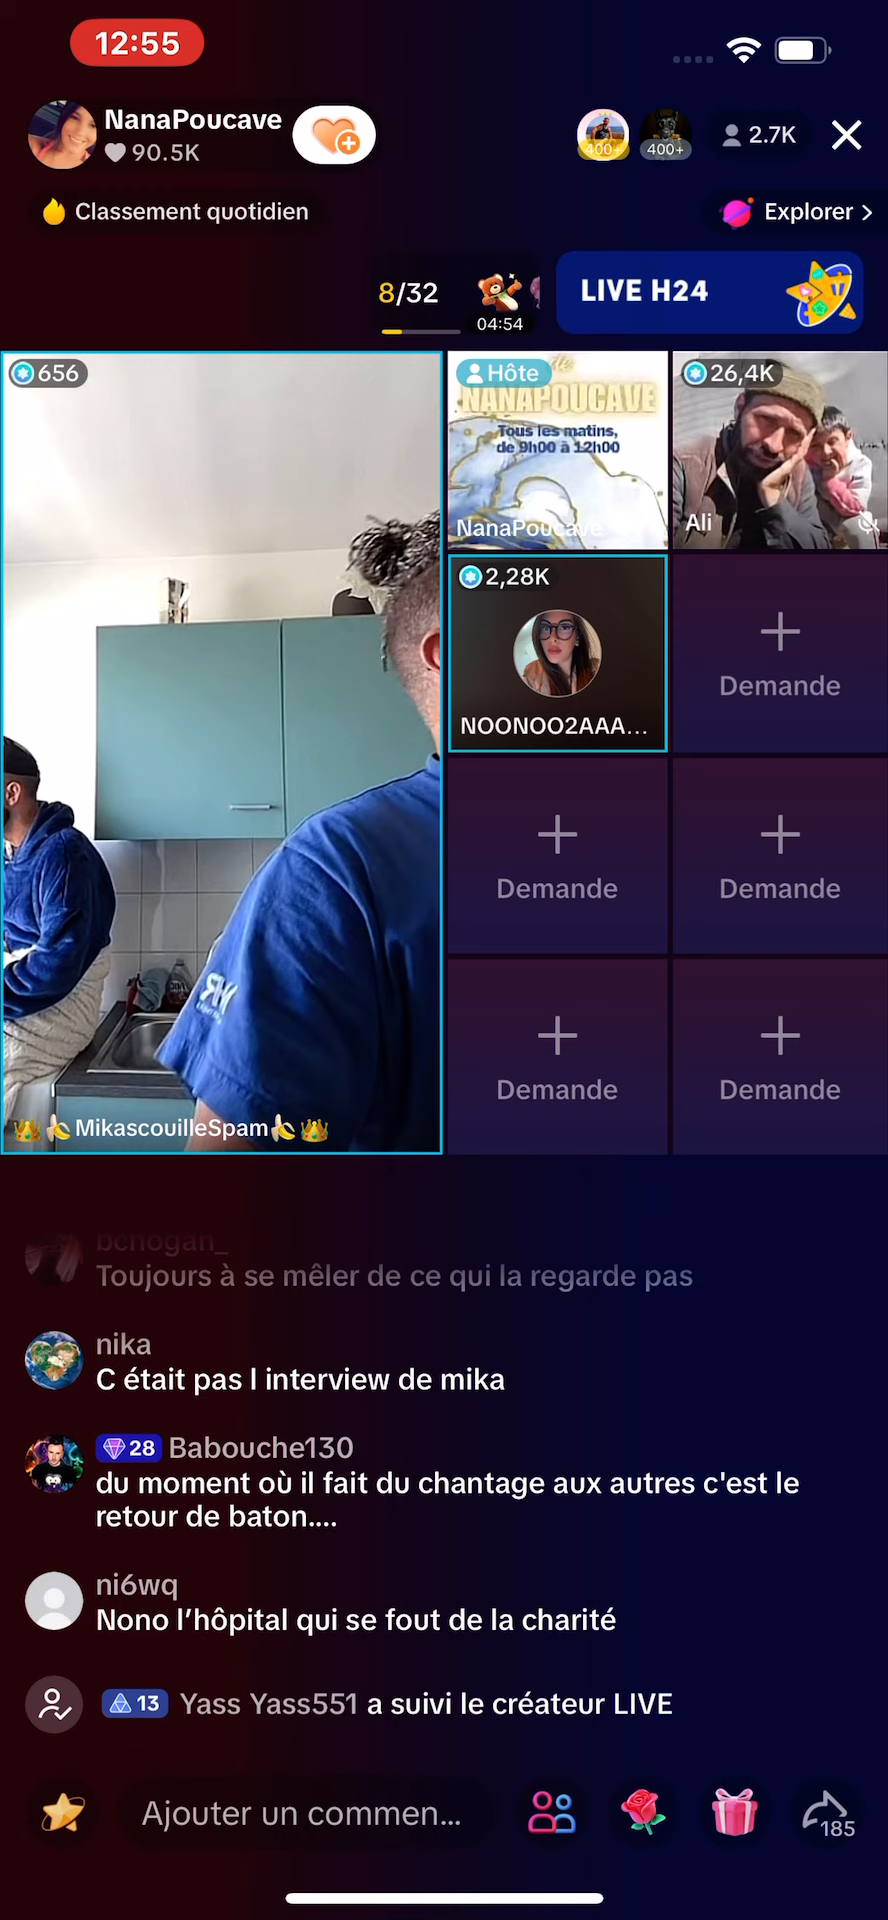 12:55
NanaPoucave
90.5K
400+
400+
2.7K
Classement quotidien
Explorer >
8/32
04:54
LIVE H24
656
Hôte
NANAPOUCAVE
Tous les matins,
de 9h00 à 12h00
NanaPoucave
26,4K
Ali
2,28K
NOONOO2AAA...
Demande
Demande
Demande
Demande
Demande
👑🍌MikascouilleSpam🍌👑
bchogan_
Toujours à se mêler de ce qui la regarde pas
nika
C était pas l interview de mika
28 Babouche130
du moment où il fait du chantage aux autres c'est le
retour de baton....
ni6wq
Nono l’hôpital qui se fout de la charité
13 Yass Yass551 a suivi le créateur LIVE
Ajouter un commen...
185